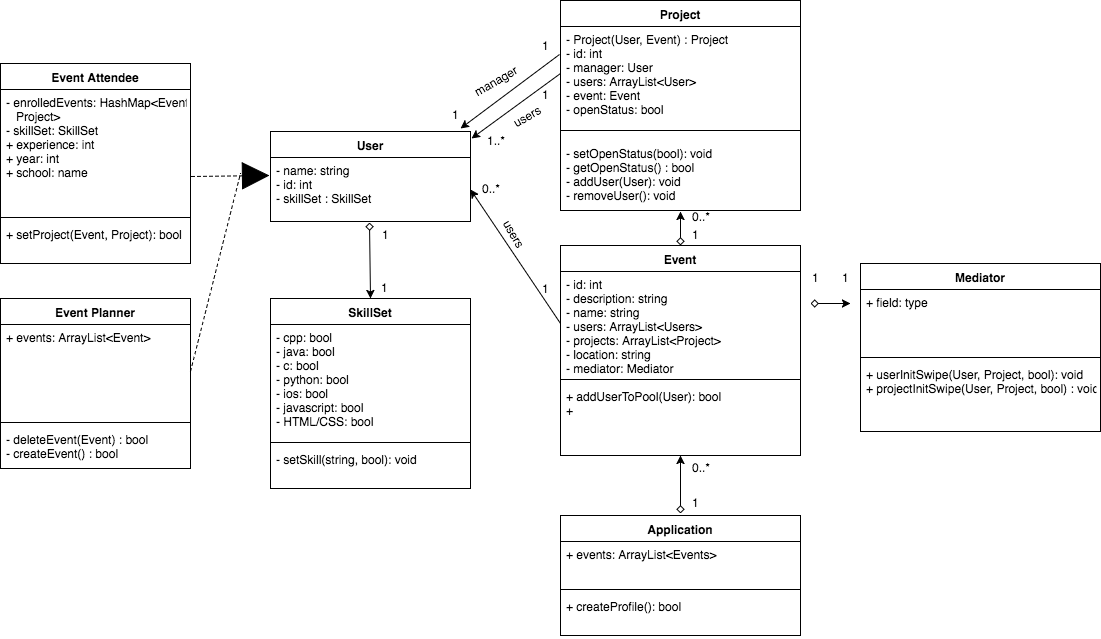 Project
- Project(User, Event) : Project
- id: int
- manager: User
- users: ArrayList<User>
- event: Event
- openStatus: bool
- setOpenStatus(bool): void
- getOpenStatus() : bool
- addUser(User): void
- removeUser(): void
1
manager
1
1
users
1..*
Event Attendee
- enrolledEvents: HashMap<Event
Project>
- skillSet: SkillSet
+ experience: int
+ year: int
+ school: name
+ setProject(Event, Project): bool
User
- name: string
- id: int
- skillSet : SkillSet
0..*
users
1
1
1
0..*
1
Event
- id: int
- description: string
- name: string
- users: ArrayList<Users>
- projects: ArrayList<Project>
- location: string
- mediator: Mediator
+ addUserToPool(User): bool
+
1
1
Mediator
+ field: type
+ userInitSwipe(User, Project, bool): void
+ projectInitSwipe(User, Project, bool) : voic
Event Planner
+ events: ArrayList<Event>
- deleteEvent(Event) : bool
- createEvent() : bool
SkillSet
- cpp: bool
- java: bool
- c: bool
- python: bool
- ios: bool
- javascript: bool
- HTML/CSS: bool
- setSkill(string, bool): void
0..*
1
Application
+ events: ArrayList<Events>
+ createProfile(): bool